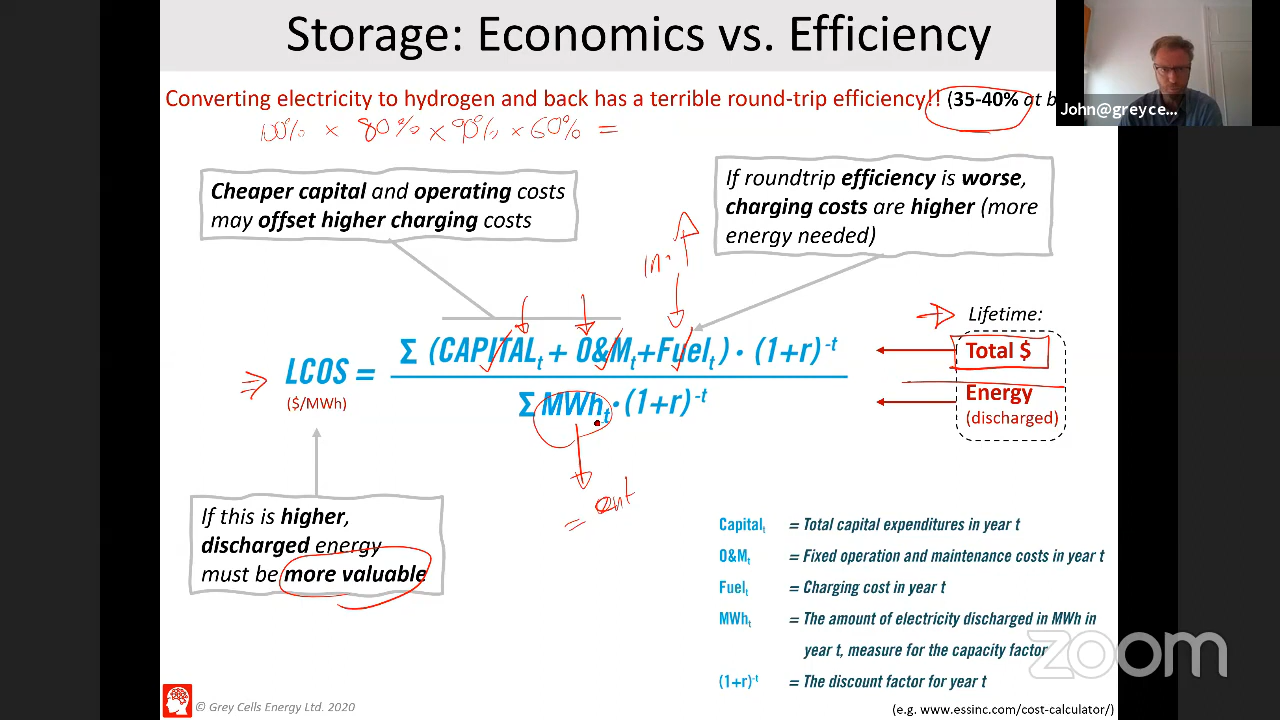 Storage: Economics vs. Efficiency
Converting electricity to hydrogen and back has a terrible round-trip efficiency!! (35-40% at b
John@greyce...
100% × 80% × 90% × 60% =
Cheaper capital and operating costs
may offset higher charging costs
If roundtrip efficiency is worse,
charging costs are higher (more
energy needed)
in.
Lifetime:
LCOS =
($/MWh)
Σ (CAPITALt + O&Mt+Fuelt) · (1+r) -t
Σ MWht · (1+r) -t
Total $
Energy
(discharged)
= out
If this is higher,
discharged energy
must be more valuable
Capitalt = Total capital expenditures in year t
O&Mt = Fixed operation and maintenance costs in year t
Fuelt = Charging cost in year t
MWht = The amount of electricity discharged in MWh in
year t, measure for the capacity factor
(1+r)-t = The discount factor for year t
zoom
© Grey Cells Energy Ltd. 2020
(e.g. www.essinc.com/cost-calculator/)